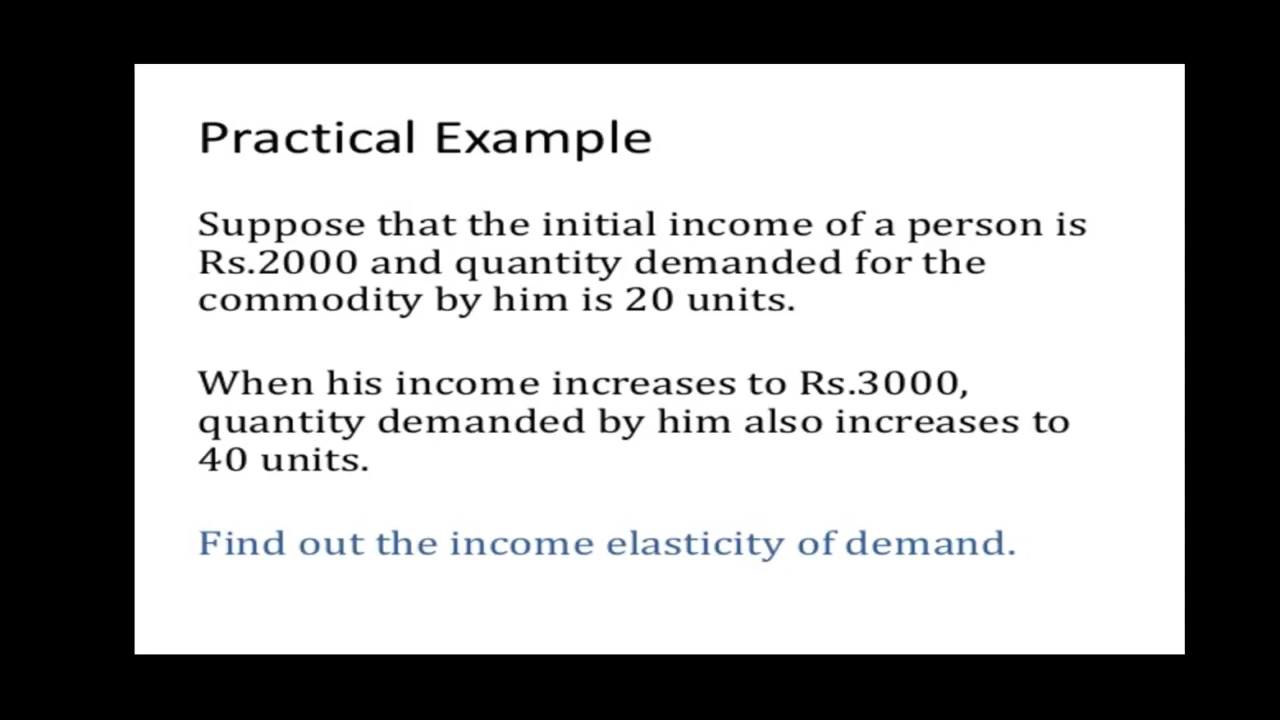 Practical Example
Suppose that the initial income of a person is
Rs.2000 and quantity demanded for the
commodity by him is 20 units.
When his income increases to Rs.3000,
quantity demanded by him also increases to
40 units.
Find out the income elasticity of demand.